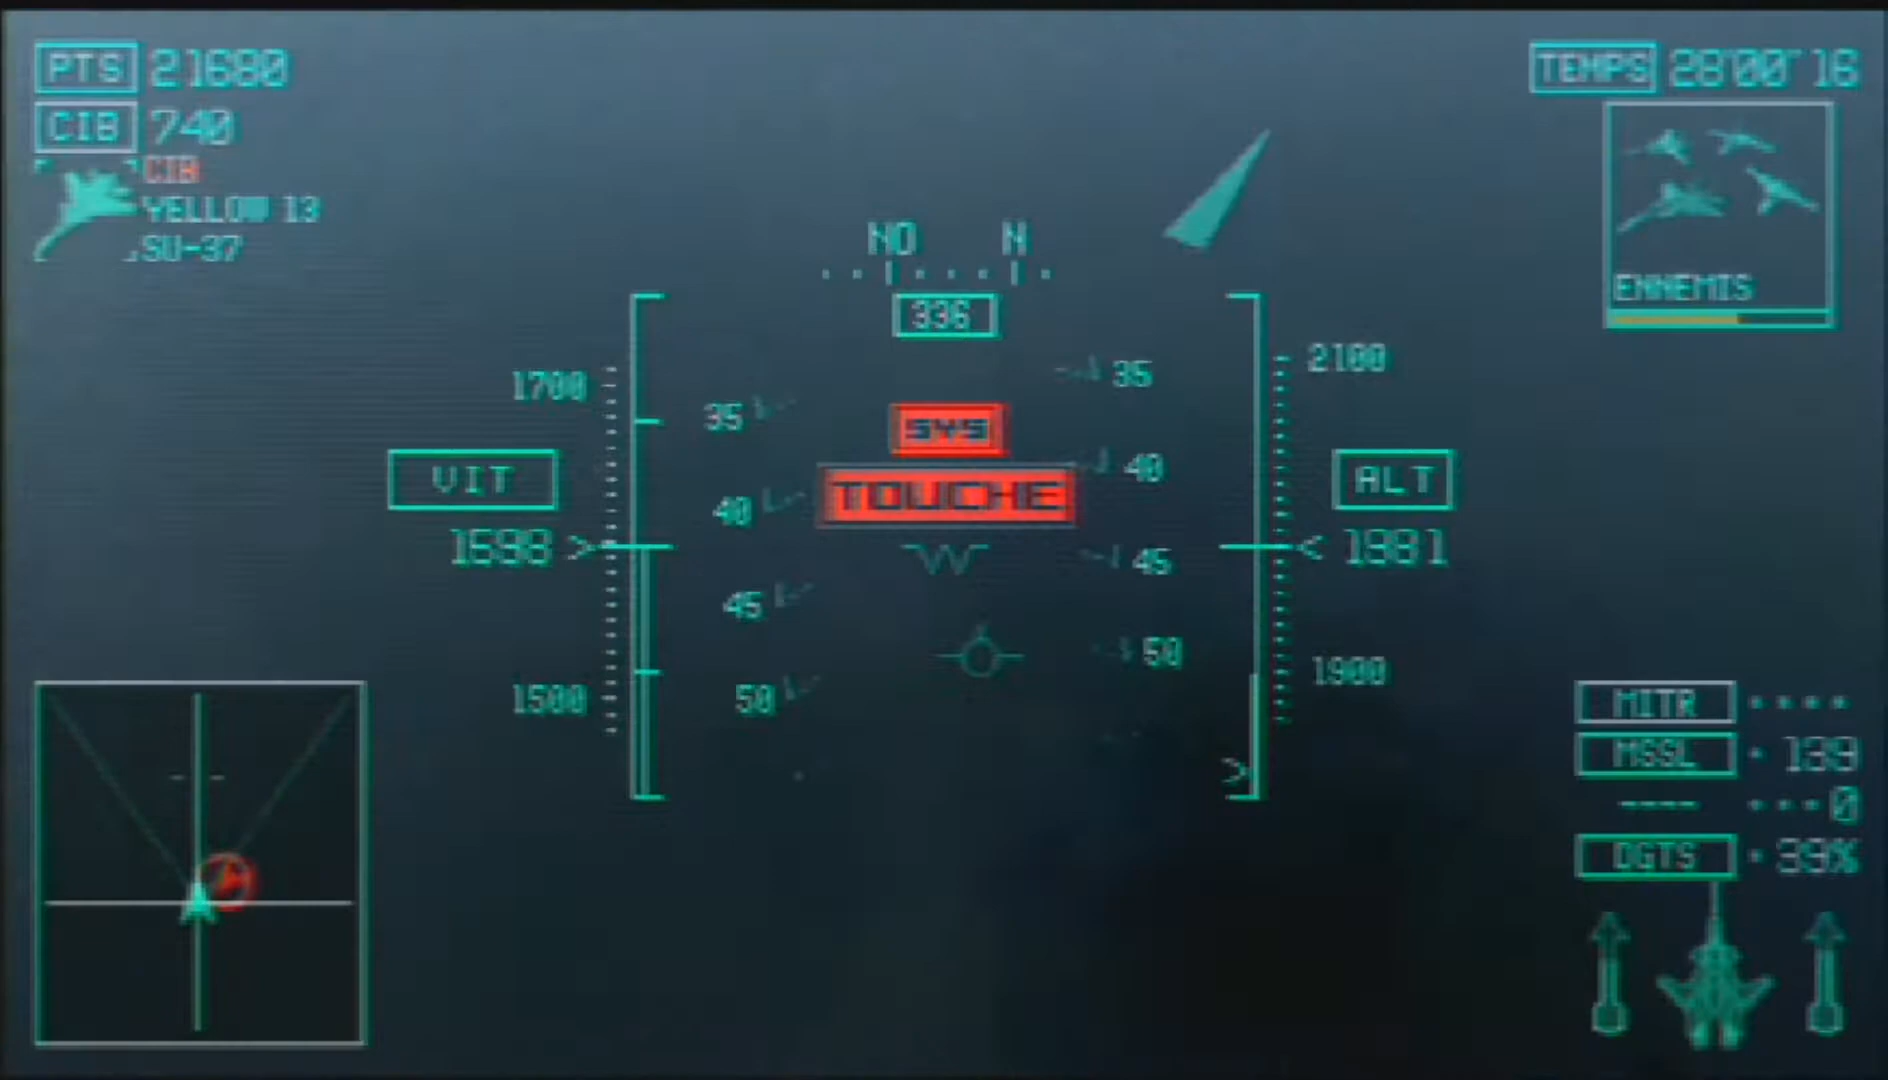 PTS 21680
TEMPS 28'00"16
CIB 740
CIB
YELLOW 13
SU-37
NO N
336
ENNEMIS
2100
35
1700
35
SYS
VIT
ALT
40
TOUCHE
40
1698
1981
45
45
50
1900
1500
50
MITR
MSSL 139
---- 0
DGTS 39%